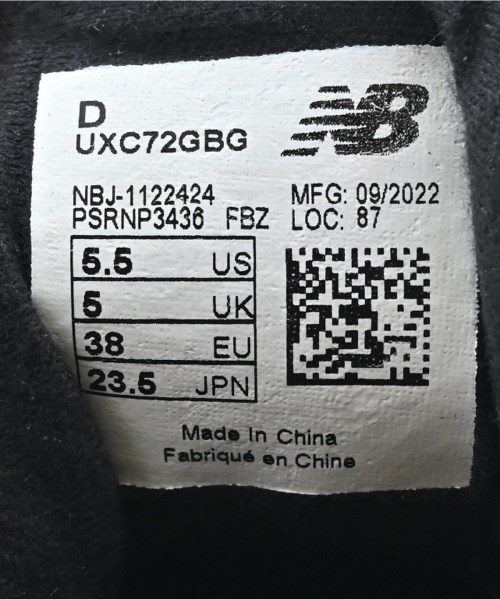 D
UXC72GBG
NB
NBJ-1122424 MFG: 09/2022
PSRNP3436 FBZ LOC: 87
5.5 US
5 UK
38 EU
23.5 JPN
Made In China
Fabriqué en Chine